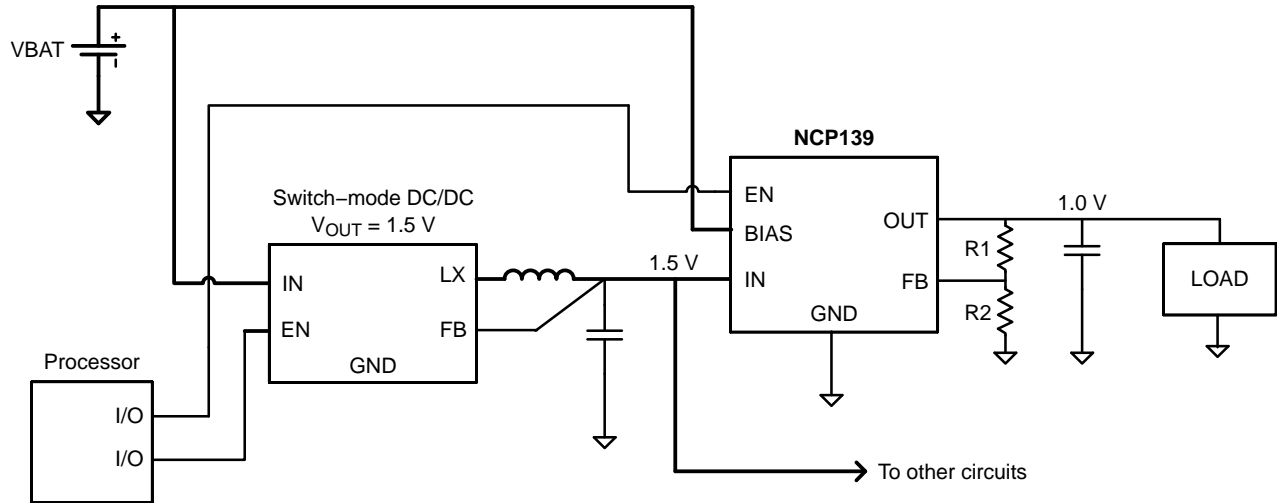 VBAT
+
−
NCP139
Switch−mode DC/DC
VOUT = 1.5 V
EN
BIAS
IN
OUT
FB
GND
1.0 V
R1
R2
LOAD
IN
EN
LX
FB
GND
1.5 V
Processor
I/O
I/O
To other circuits